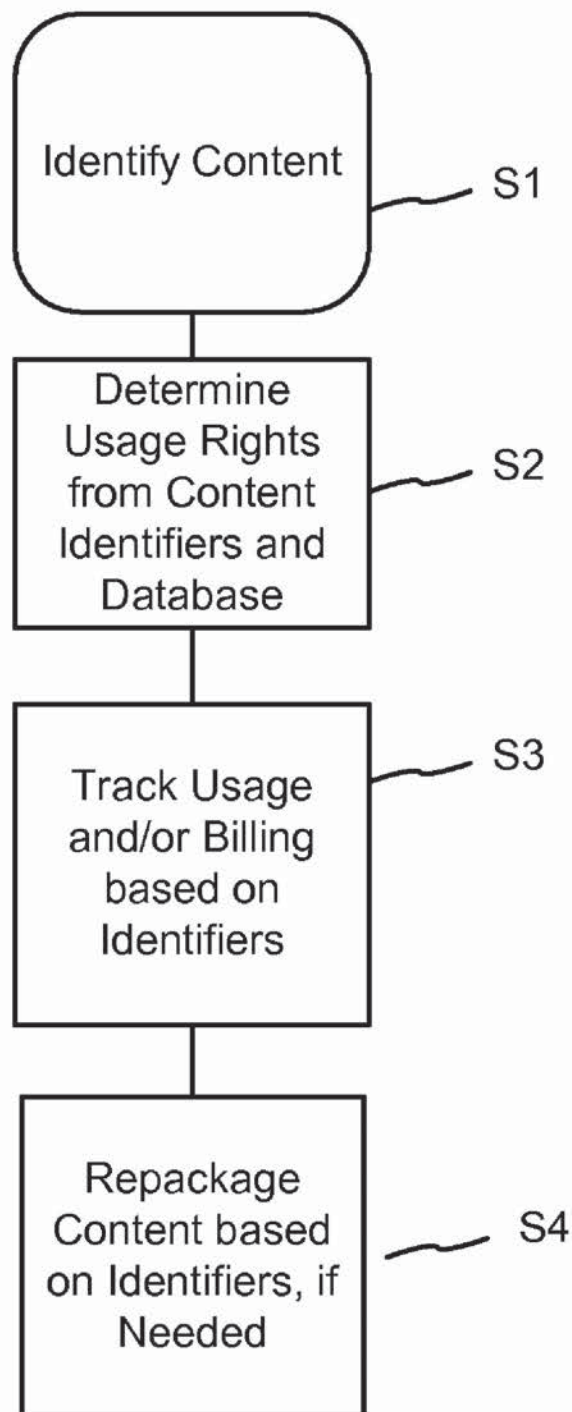 Identify Content
S1
Determine
Usage Rights
from Content
Identifiers and
Database
S2
Track Usage
and/or Billing
based on
Identifiers
S3
Repackage
Content based
on Identifiers, if
Needed
S4